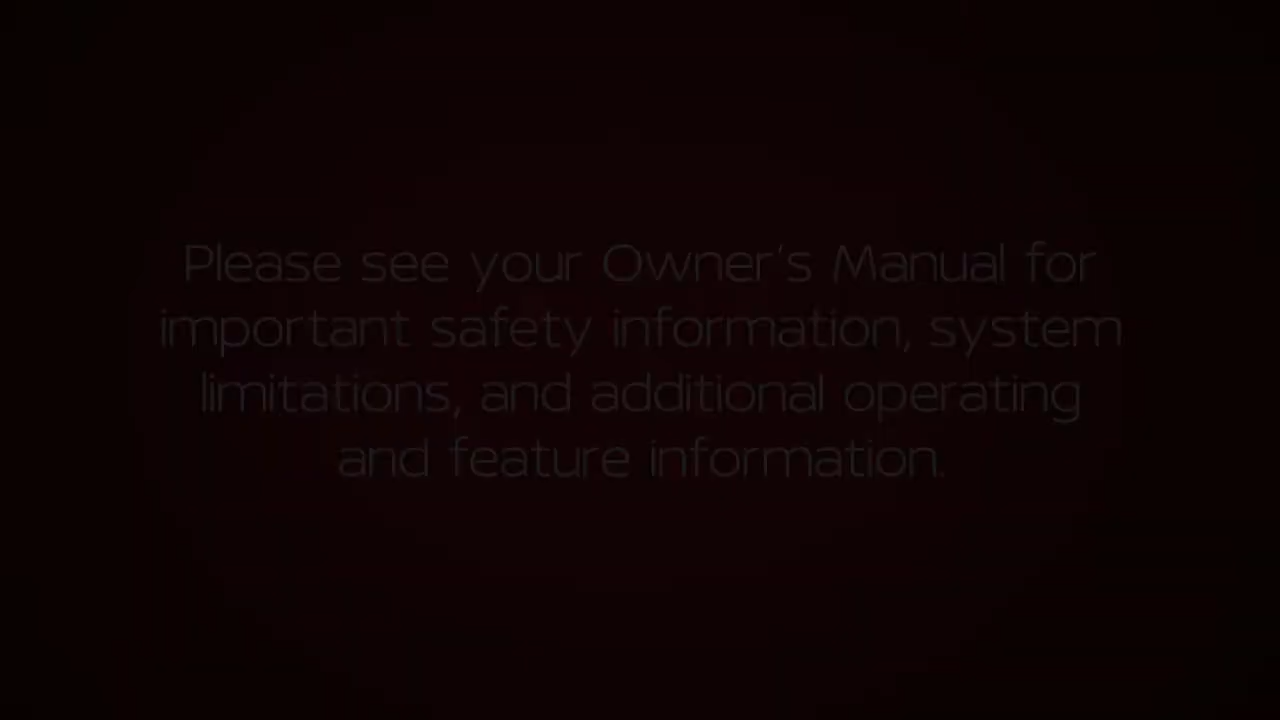 Please see your Owner's Manual for
important safety information, system
limitations, and additional operating
and feature information.